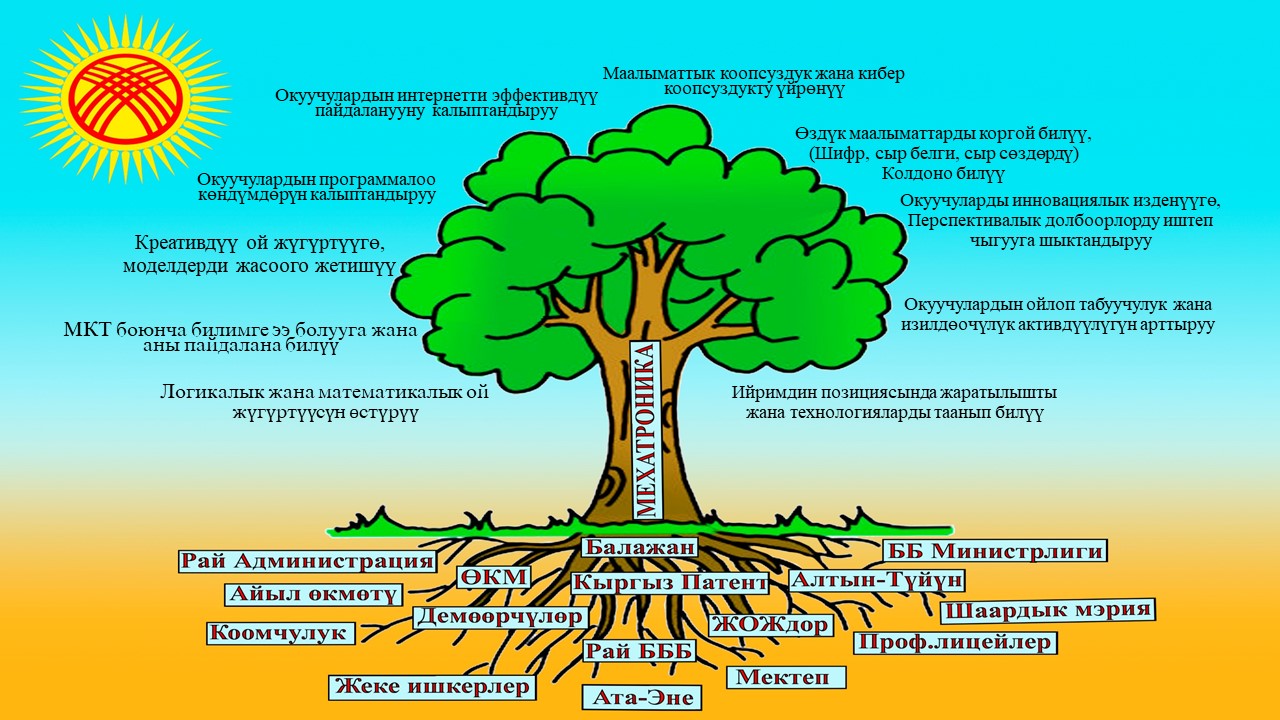 Маалыматтык коопсуздук жана кибер
коопсуздукту үйрөнүү
Окуучулардын интернетти эффективдүү
пайдаланууну калыптандыруу
Өздүк маалыматтарды коргой билүү,
(Шифр, сыр белги, сыр сөздөрдү)
Колдоно билүү
Окуучулардын программалоо
көндүмдөрүн калыптандыруу
Окуучуларды инновациялык изденүүгө,
Перспективалык долбоорлорду иштеп
чыгууга шыктандыруу
Креативдүү ой жүгүртүүгө,
моделдерди жасоого жетишүү
Окуучулардын ойлоп табуучулук жана
изилдөөчүлүк активдүүлүгүн арттыруу
МКТ боюнча билимге ээ болууга жана
аны пайдалана билүү
Логикалык жана математикалык ой
жүгүртүүсүн өстүрүү
Ийримдин позициясында жаратылышты
жана технологияларды таанып билүү
МЕХАТРОНИКА
Балажан
ББ Министрлиги
Рай Администрация
ӨКМ
Кыргыз Патент
Алтын-Түйүн
Айыл өкмөтү
Шаардык мэрия
Демөөрчүлөр
ЖОЖдор
Коомчулук
Проф.лицейлер
Рай БББ
Мектеп
Жеке ишкерлер
Ата-Эне